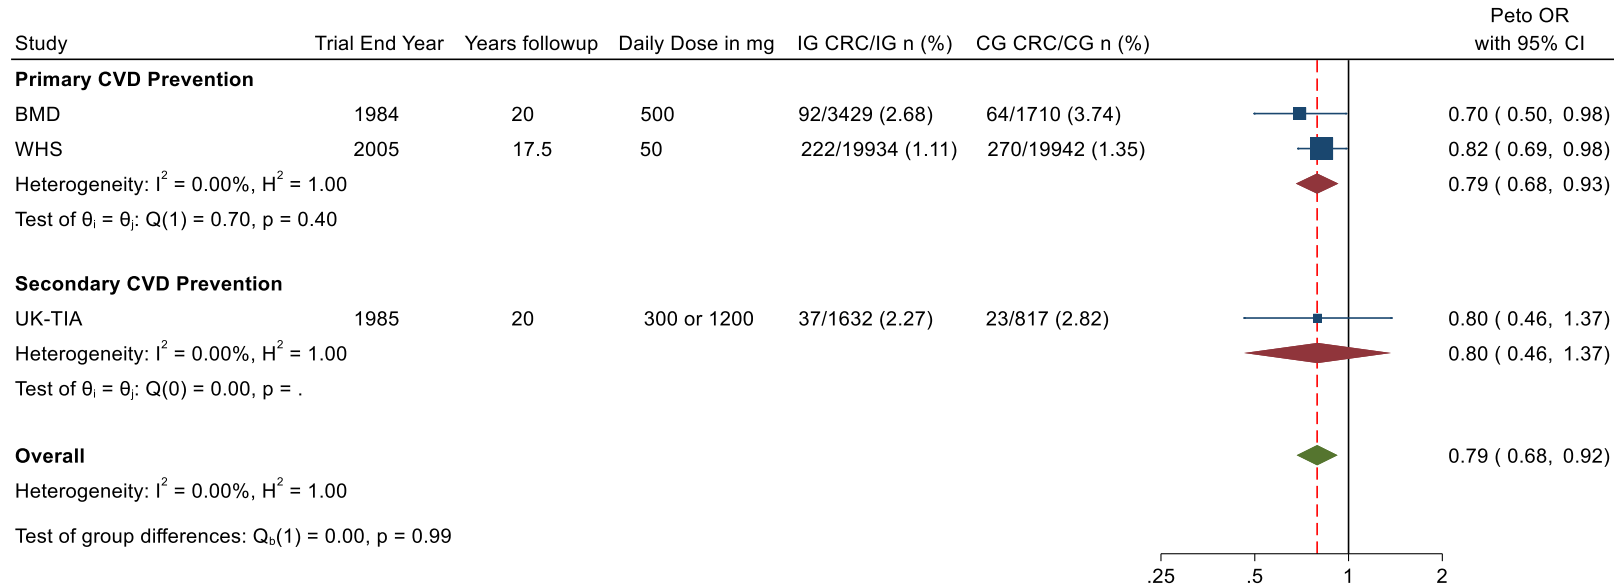 Peto OR
Study Trial End Year Years followup Daily Dose in mg IG CRC/IG n (%) CG CRC/CG n (%) with 95% CI
Primary CVD Prevention
BMD 1984 20 500 92/3429 (2.68) 64/1710 (3.74) 0.70 ( 0.50, 0.98)
WHS 2005 17.5 50 222/19934 (1.11) 270/19942 (1.35) 0.82 ( 0.69, 0.98)
Heterogeneity: I² = 0.00%, H² = 1.00 0.79 ( 0.68, 0.93)
Test of θᵢ = θⱼ: Q(1) = 0.70, p = 0.40
Secondary CVD Prevention
UK-TIA 1985 20 300 or 1200 37/1632 (2.27) 23/817 (2.82) 0.80 ( 0.46, 1.37)
Heterogeneity: I² = 0.00%, H² = 1.00 0.80 ( 0.46, 1.37)
Test of θᵢ = θⱼ: Q(0) = 0.00, p = .
Overall 0.79 ( 0.68, 0.92)
Heterogeneity: I² = 0.00%, H² = 1.00
Test of group differences: Q_b(1) = 0.00, p = 0.99
.25 .5 1 2